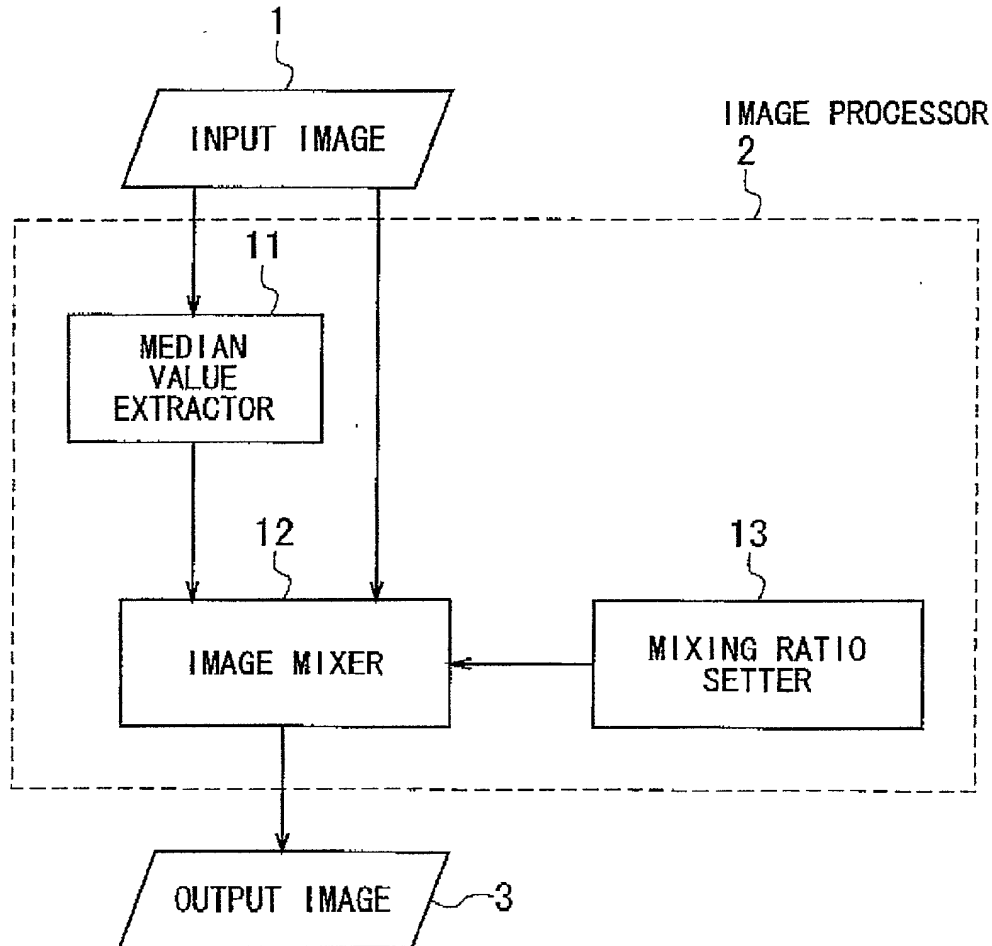 1
INPUT IMAGE
IMAGE PROCESSOR
2
11
MEDIAN
VALUE
EXTRACTOR
12
IMAGE MIXER
13
MIXING RATIO
SETTER
OUTPUT IMAGE
3